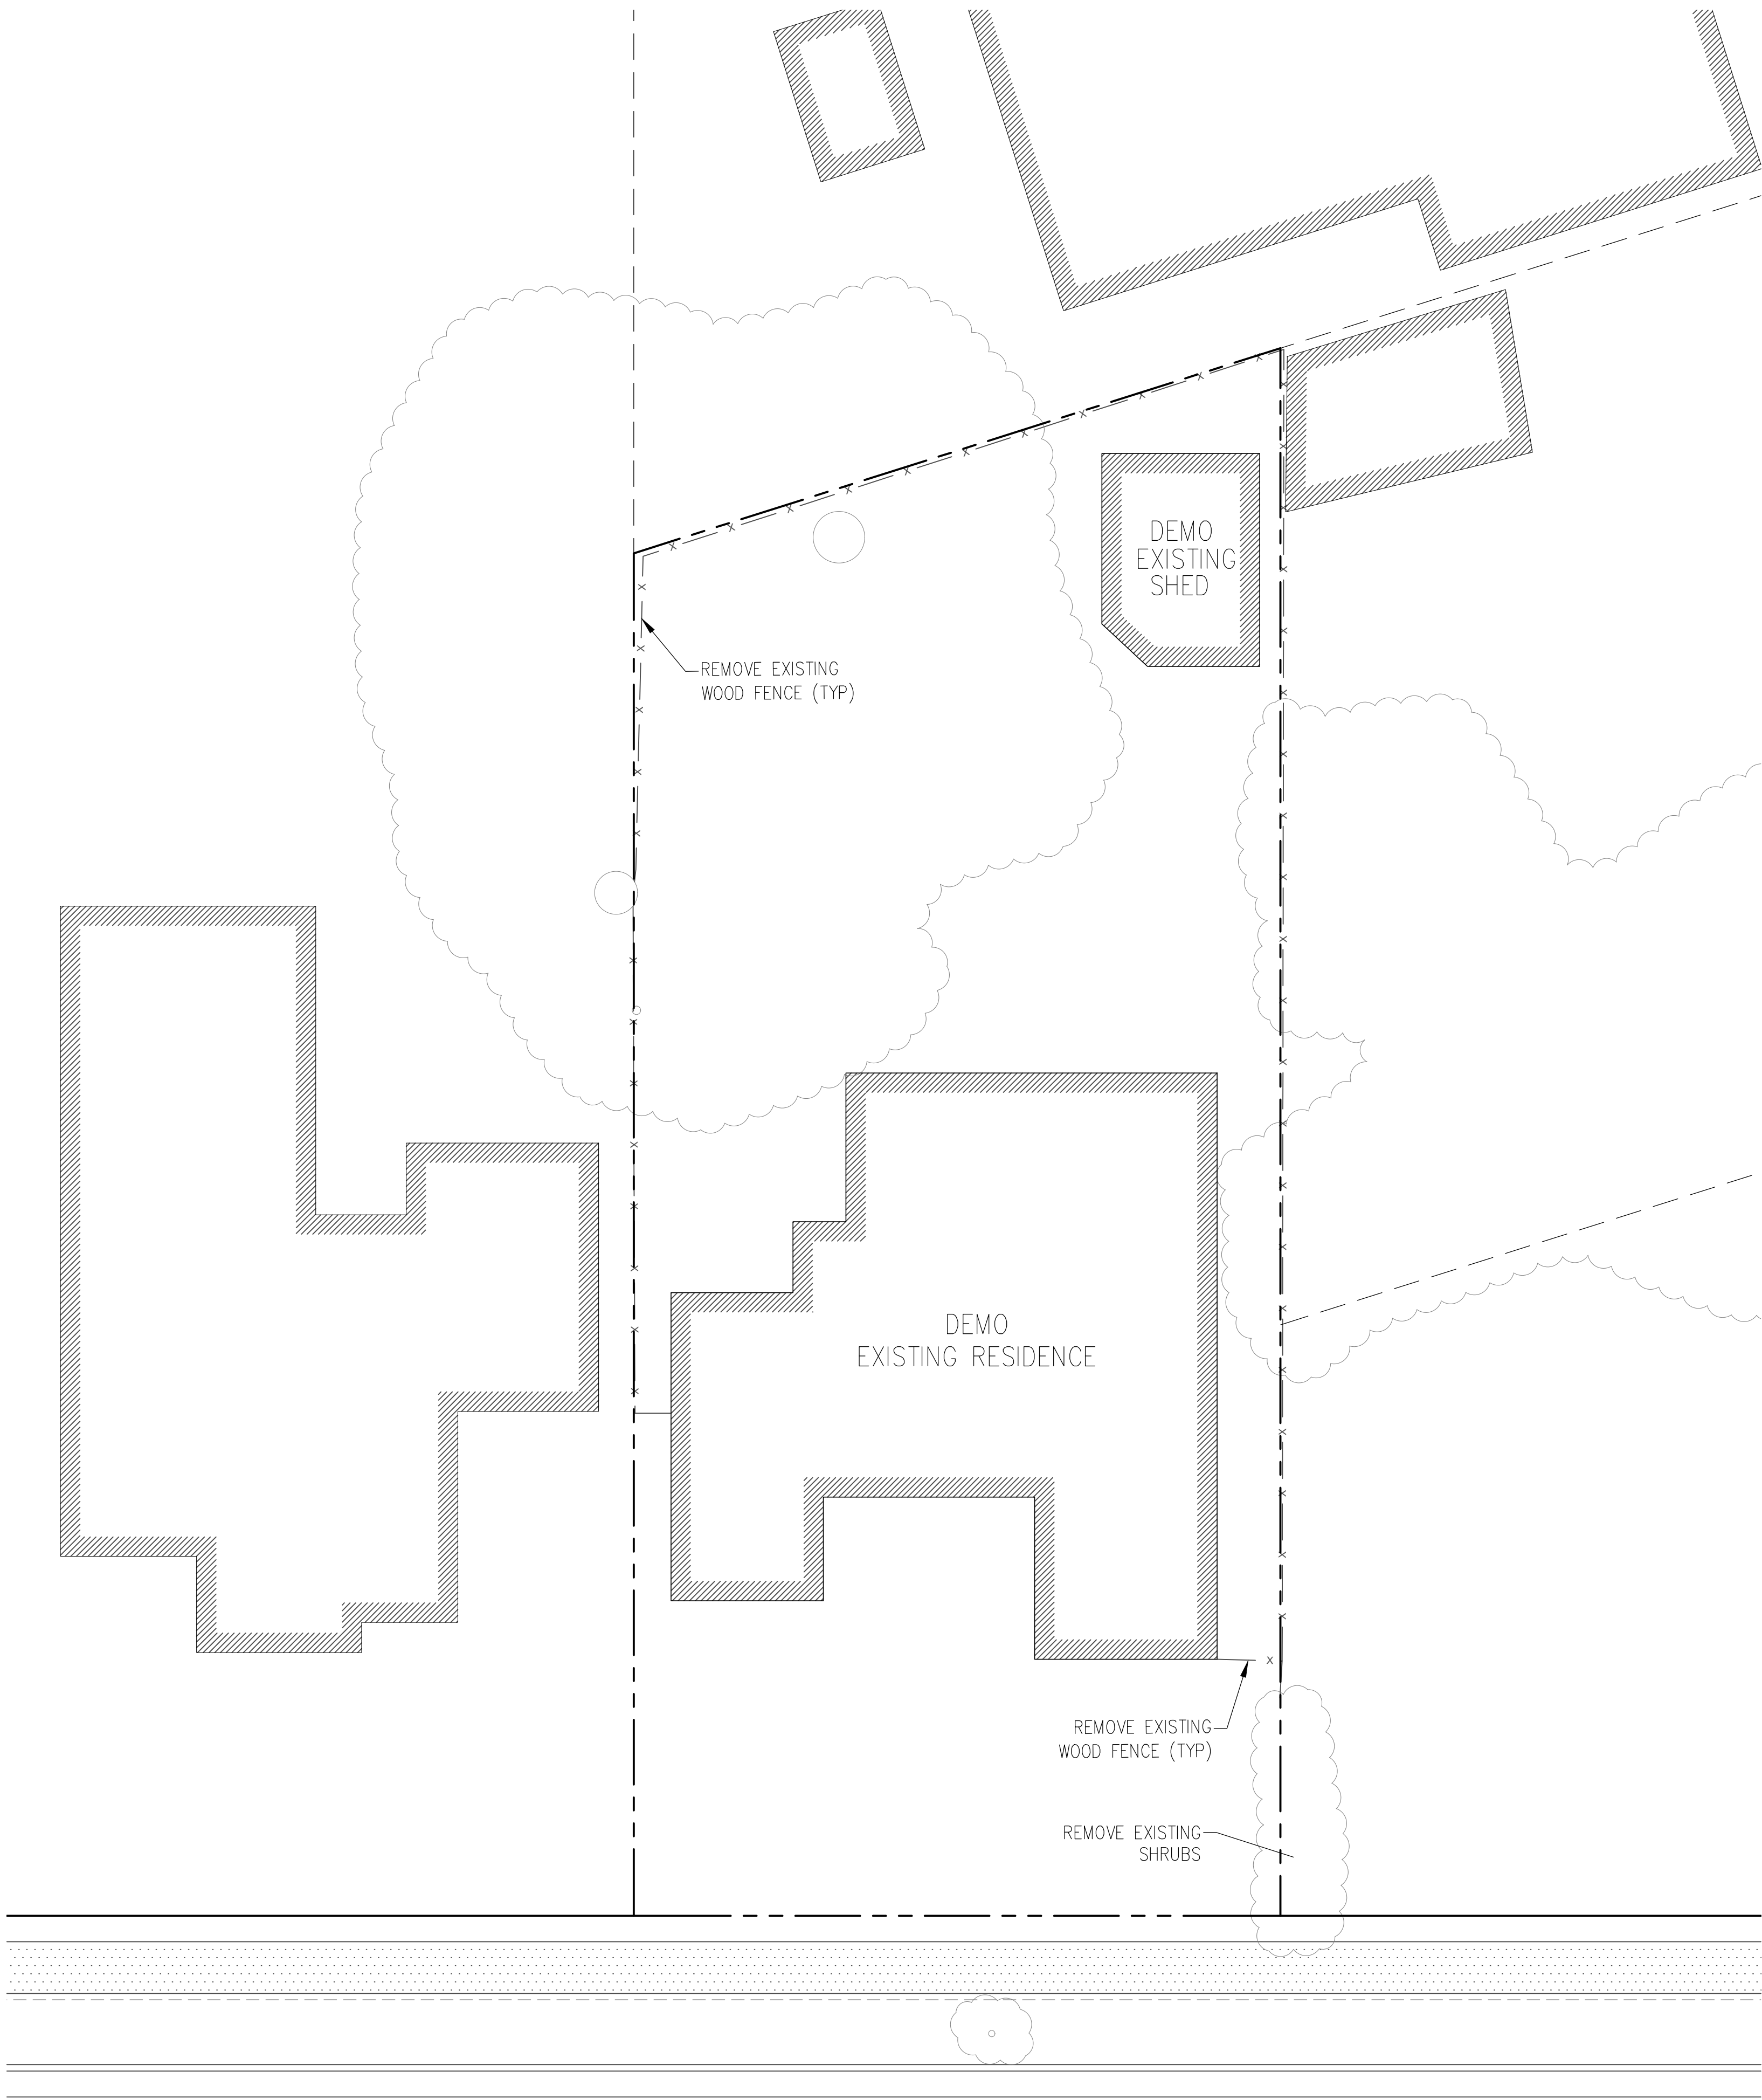 DEMO
EXISTING
SHED
REMOVE EXISTING
WOOD FENCE (TYP)
DEMO
EXISTING RESIDENCE
REMOVE EXISTING
WOOD FENCE (TYP)
REMOVE EXISTING
SHRUBS